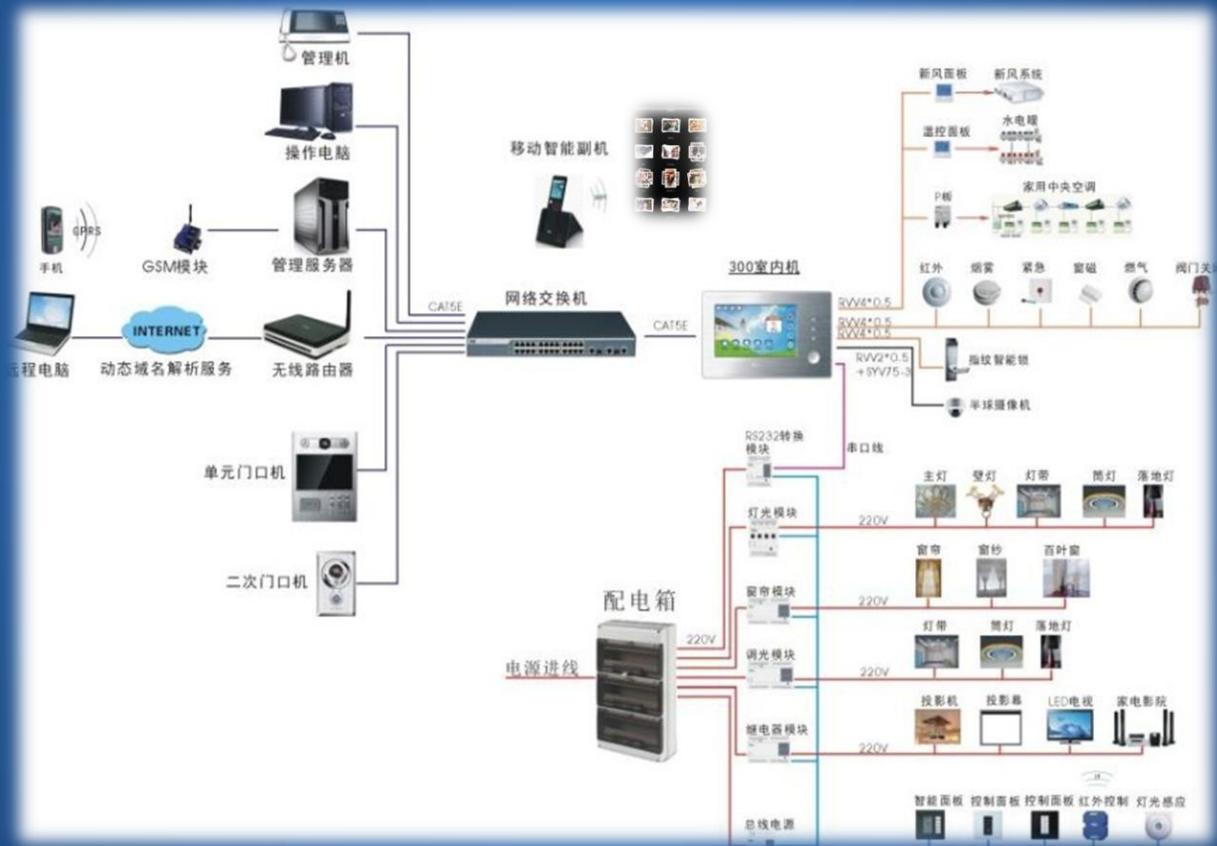 管理机
操作电脑
移动智能副机
GPRS
手机
GSM模块
管理服务器
CAT5E
网络交换机
INTERNET
远程电脑
动态域名解析服务
无线路由器
单元门口机
二次门口机
300室内机
CAT5E
新风面板
新风系统
温控面板
水电暖
P板
家用中央空调
红外
烟雾
紧急
窗磁
燃气
阀门关闭
RVV4*0.5
RVV4*0.5
RVV4*0.5
RVV2*0.5
+SYV75-3
指纹智能锁
半球摄像机
串口线
RS232转换
模块
灯光模块
220V
主灯
壁灯
灯带
筒灯
落地灯
窗帘模块
220V
窗帘
窗纱
百叶窗
配电箱
电源进线
220V
调光模块
220V
灯带
筒灯
落地灯
继电器模块
220V
投影机
投影幕
LED电视
家电影院
总线电源
智能面板
控制面板
控制面板
红外控制
灯光感应